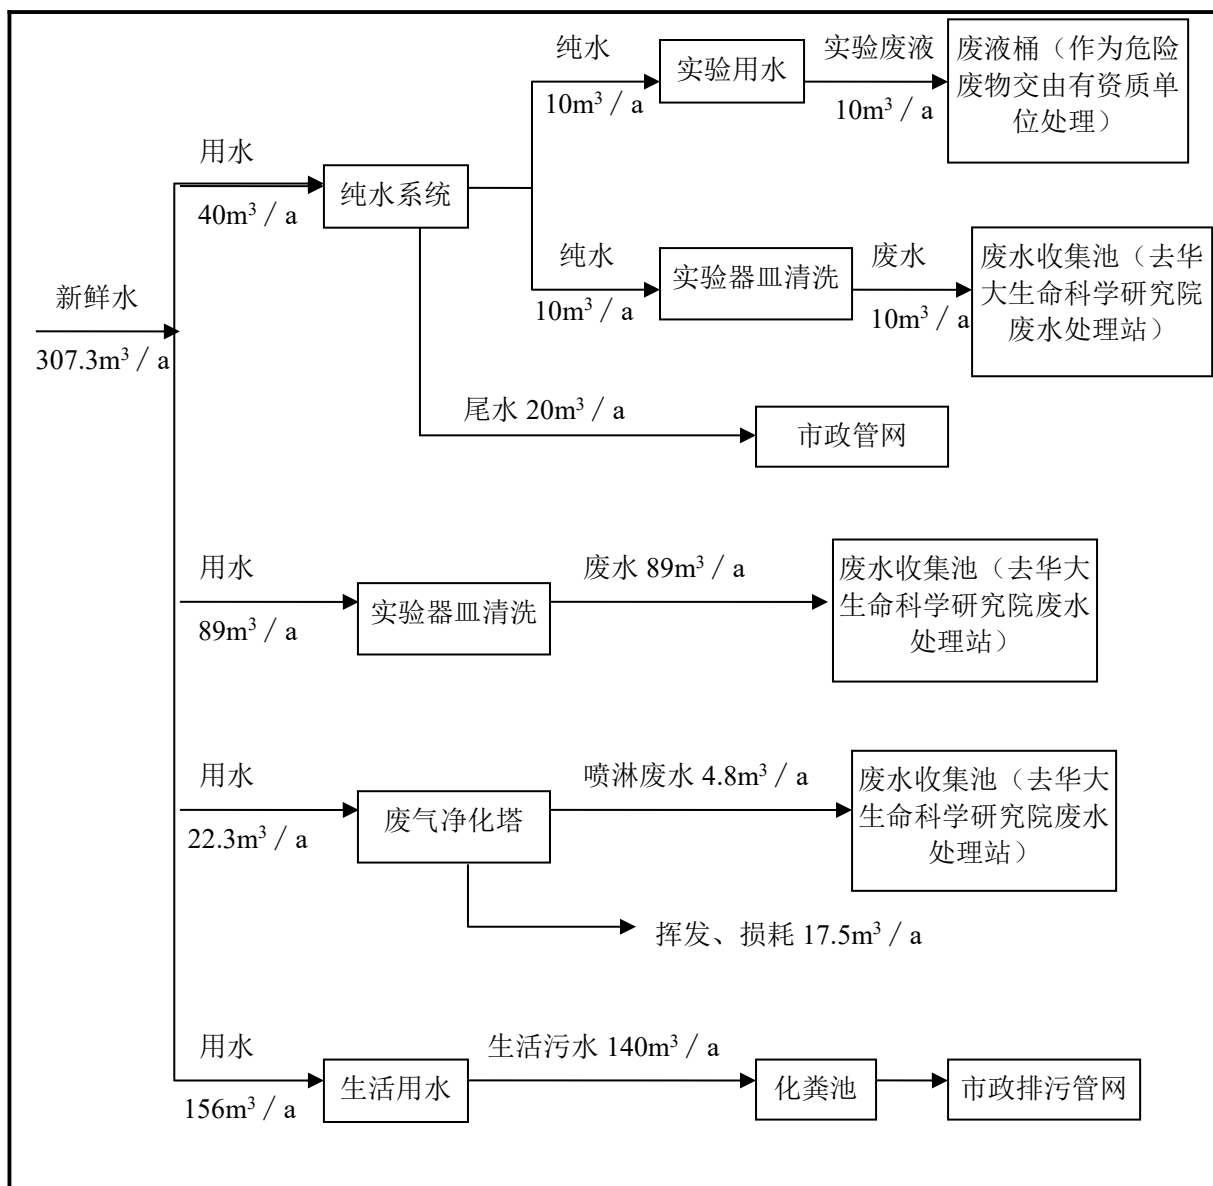 纯水
10m³／a
实验用水
实验废液
10m³／a
废液桶（作为危险
废物交由有资质单
位处理）
用水
40m³／a
纯水系统
纯水
10m³／a
实验器皿清洗
废水
10m³／a
废水收集池（去华
大生命科学研究院
废水处理站）
新鲜水
307.3m³／a
尾水 20m³／a
市政管网
用水
89m³／a
实验器皿清洗
废水 89m³／a
废水收集池（去华大
生命科学研究院废水
处理站）
用水
22.3m³／a
废气净化塔
喷淋废水 4.8m³／a
废水收集池（去华大
生命科学研究院废水
处理站）
挥发、损耗 17.5m³／a
用水
156m³／a
生活用水
生活污水 140m³／a
化粪池
市政排污管网